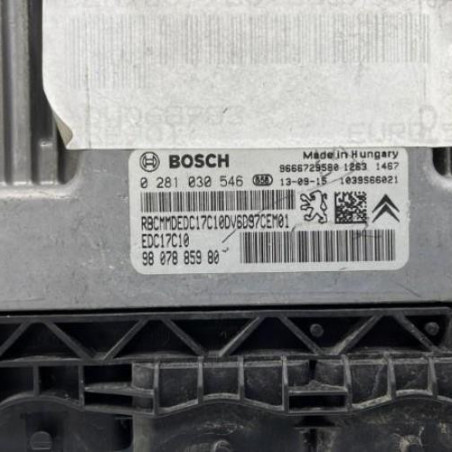 BOSCH
Made in Hungary
9666729580 1263 1467
0 281 030 546 13-09-15 1039S66021
RBCMMDEDC17C10DV6D97CEM01
EDC17C10
98 078 859 80